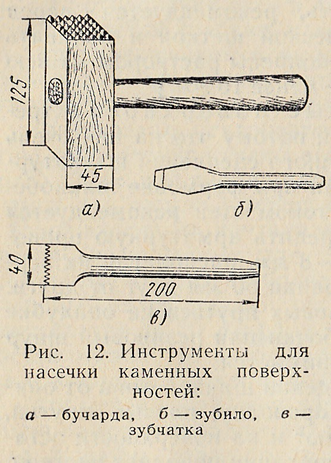 125
45
а)
б)
40
200
в)
Рис. 12. Инструменты для
насечки каменных поверх-
ностей:
а — бучарда, б — зубило, в —
зубчатка